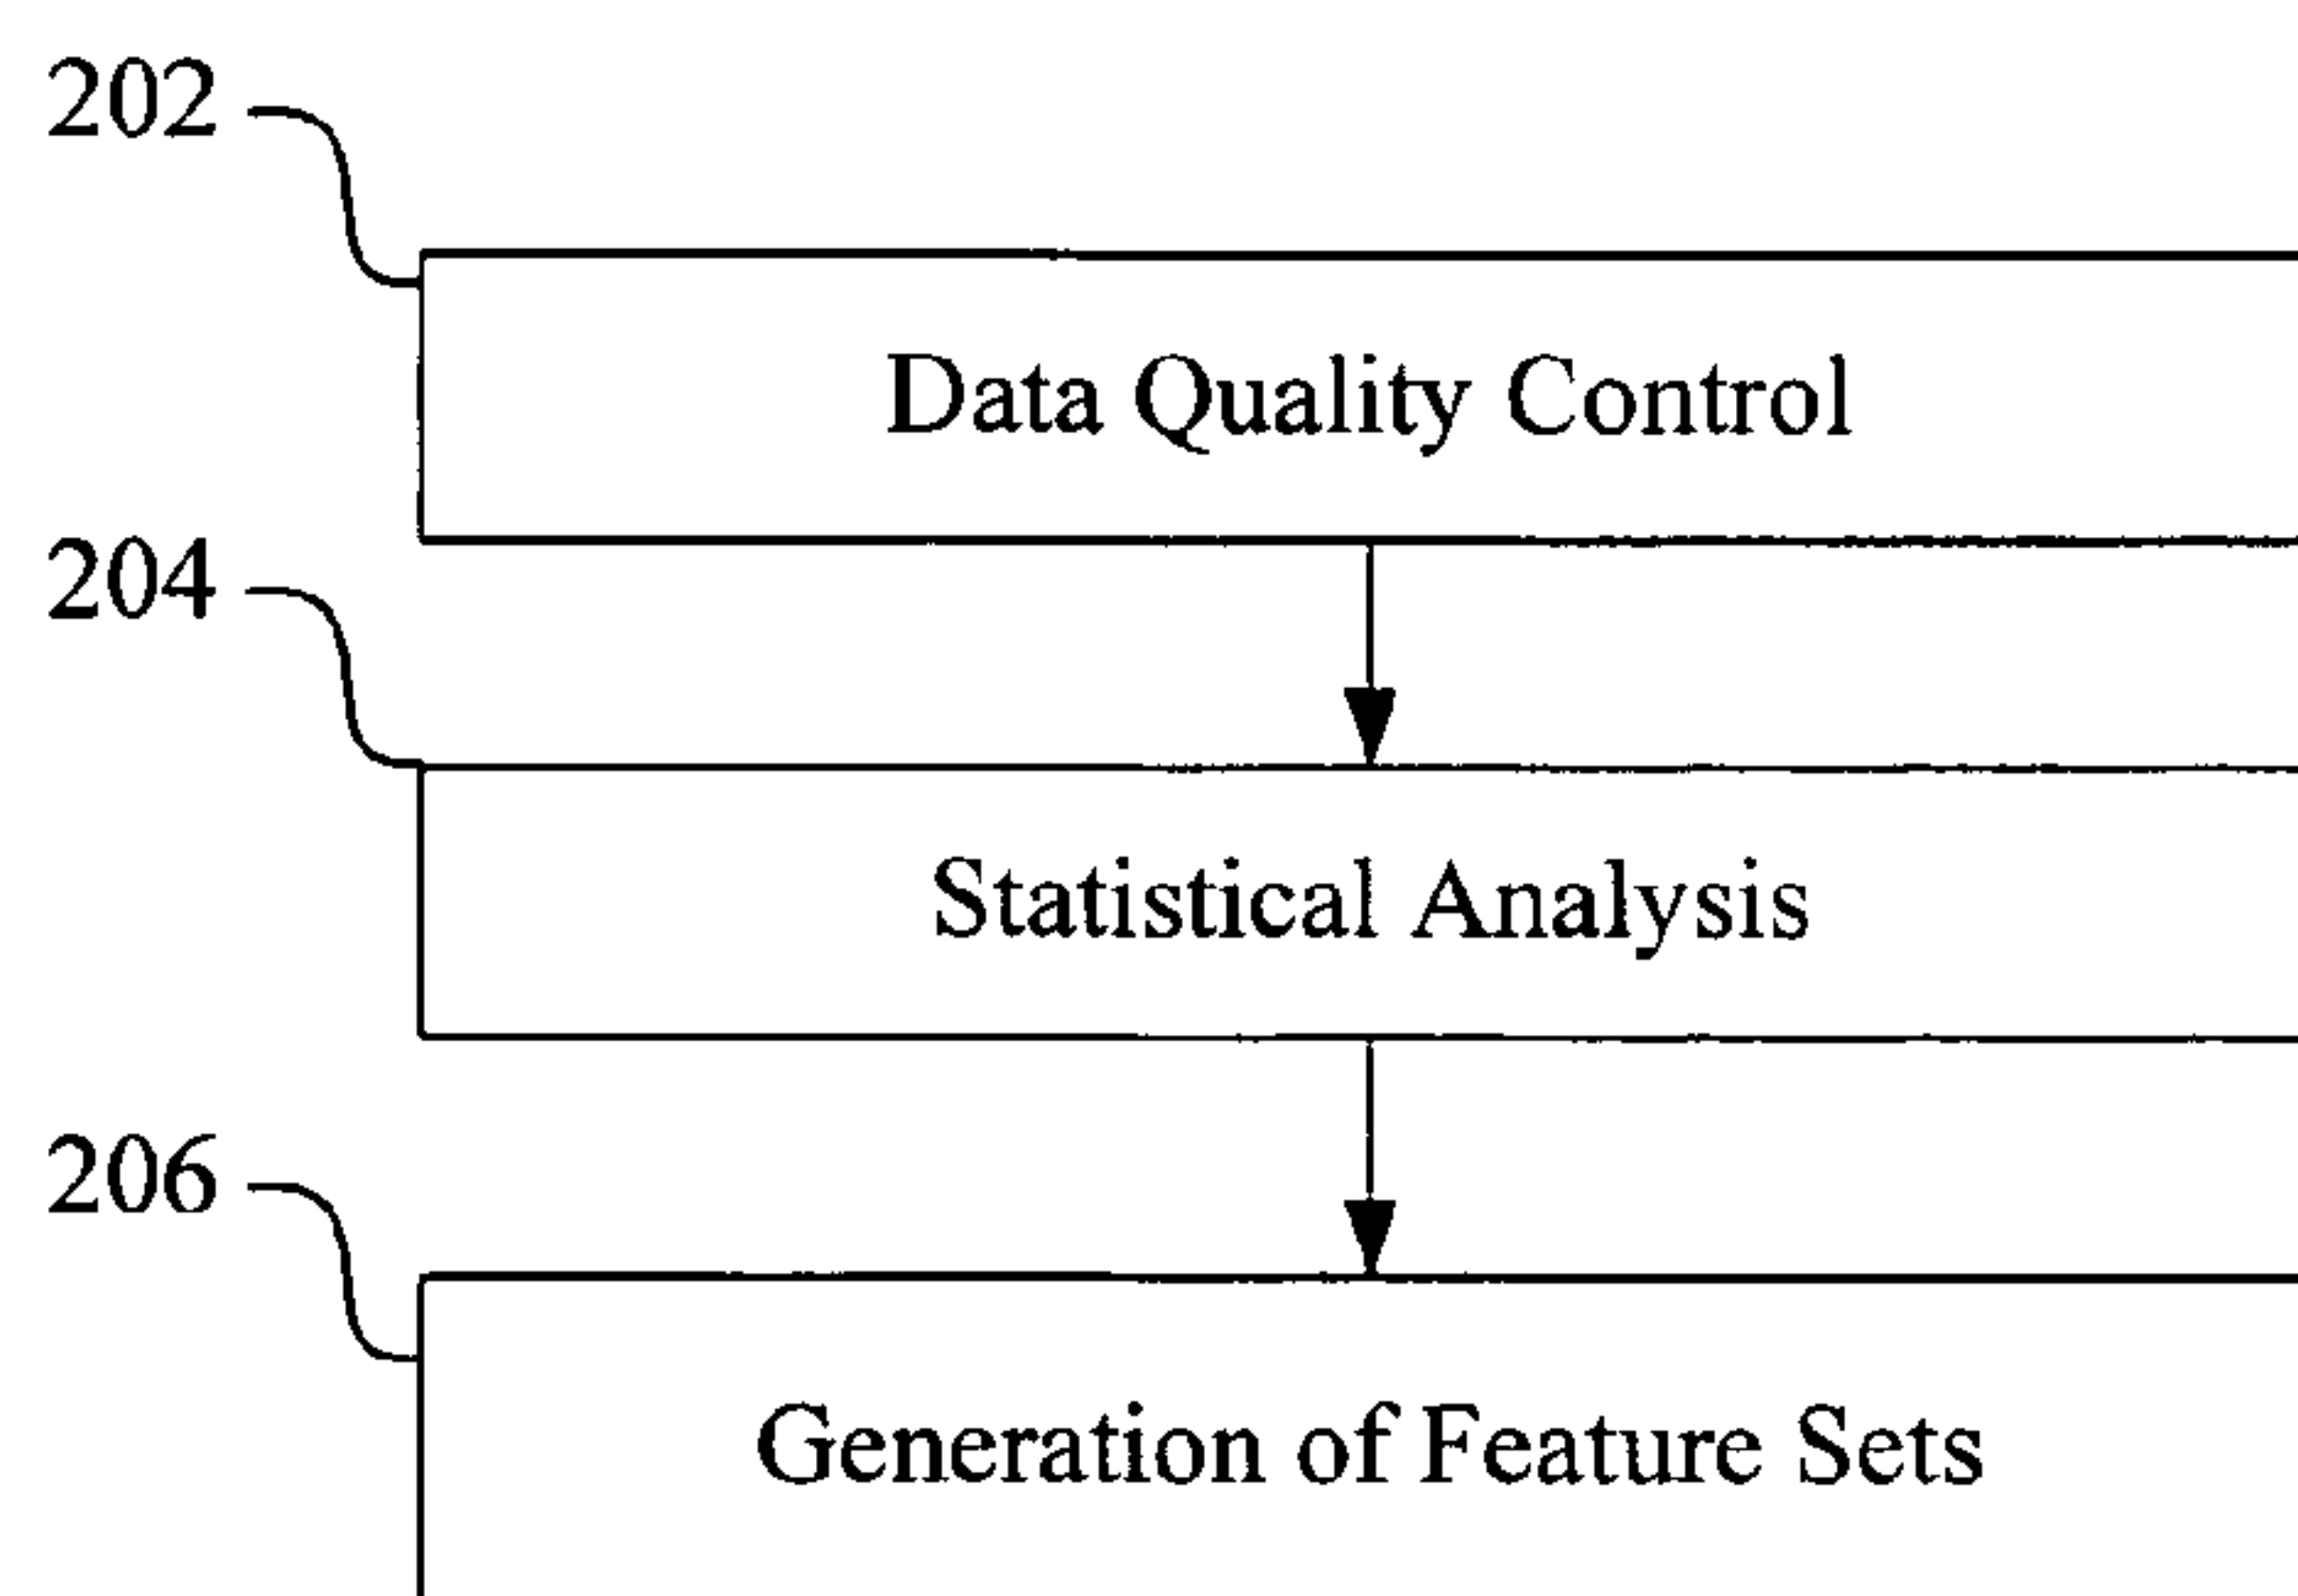 202
Data Quality Control
204
Statistical Analysis
206
Generation of Feature Sets